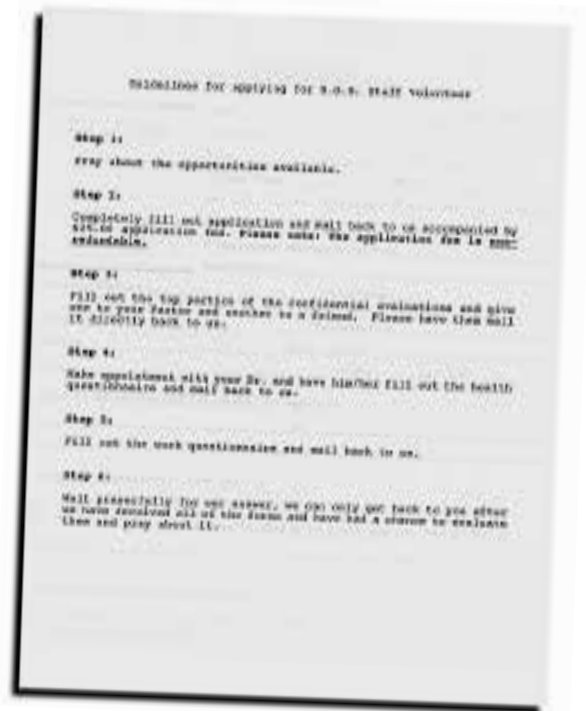 Guidelines for applying for S.O.S. Staff Volunteer
Step 1:
Pray about the opportunities available.
Step 2:
Completely fill out application and mail back to us accompanied by
$25.00 application fee. Please note: the application fee is non-
refundable.
Step 3:
Fill out the top portion of the confidential evaluations and give
one to your Pastor and another to a friend. Please have them mail
it directly back to us.
Step 4:
Make appointment with your Dr. and have him/her fill out the health
questionnaire and mail back to us.
Step 5:
Fill out the work questionnaire and mail back to us.
Step 6:
Wait prayerfully for our answer, we can only get back to you after
we have received all of the forms and have had a chance to evaluate
them and pray about it.